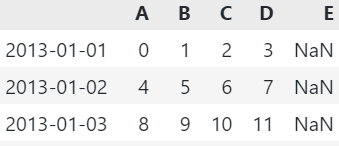 A B C D E
2013-01-01 0 1 2 3 NaN
2013-01-02 4 5 6 7 NaN
2013-01-03 8 9 10 11 NaN